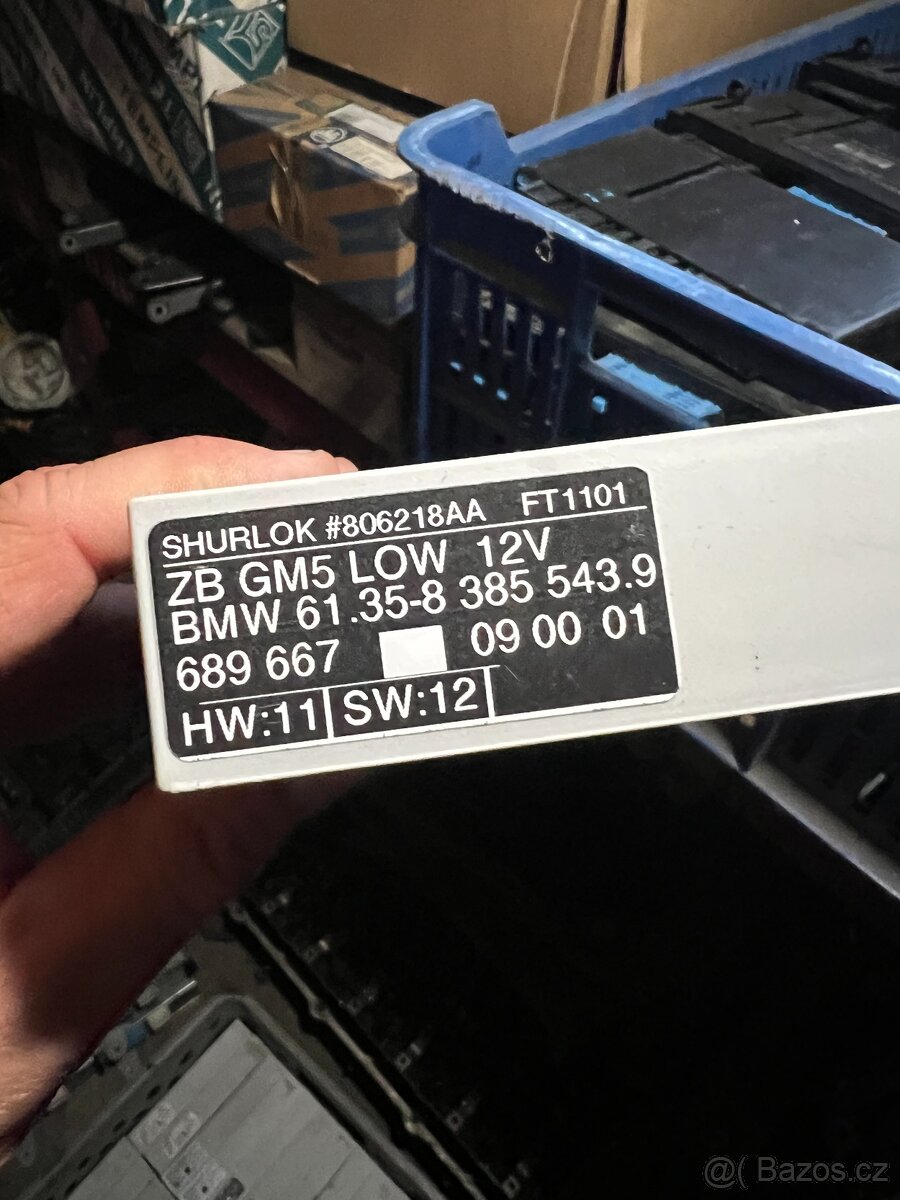 SHURLOK #806218AA FT1101
ZB GM5 LOW 12V
BMW 61.35-8 385 543.9
689 667 09 00 01
HW:11 SW:12
@( Bazos.cz